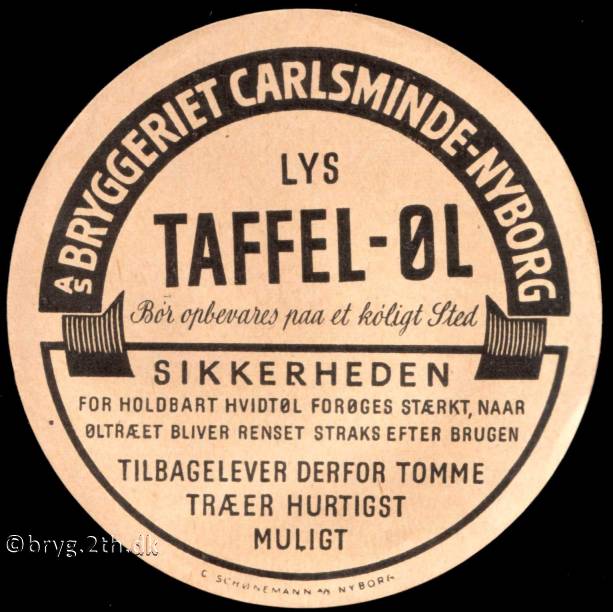 A/S BRYGGERIET CARLSMINDE-NYBORG
LYS
TAFFEL-ØL
Bør opbevares paa et køligt Sted
SIKKERHEDEN
FOR HOLDBART HVIDTØL FORØGES STÆRKT, NAAR
ØLTRÆET BLIVER RENSET STRAKS EFTER BRUGEN
TILBAGELEVER DERFOR TOMME
TRÆER HURTIGST
MULIGT
©bryg.2th.dk
C. SCHØNEMANN A/S NYBORG